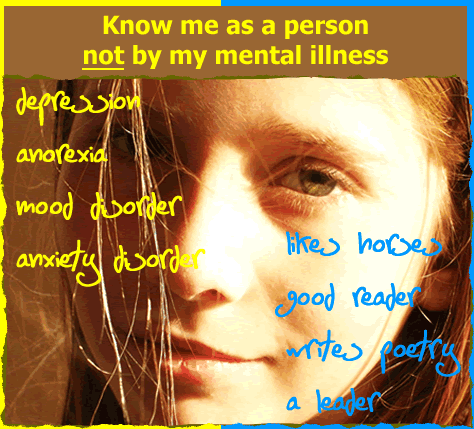 Know me as a person
not by my mental illness
depression
anorexia
mood disorder
anxiety disorder
likes horses
good reader
writes poetry
a leader